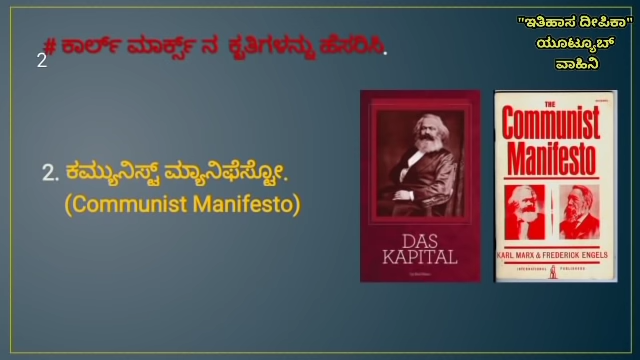 # ಕಾರ್ಲ್ ಮಾರ್ಕ್ಸ್ ನ ಕೃತಿಗಳನ್ನು ಹೆಸರಿಸಿ.
2
"ಇತಿಹಾಸ ದೀಪಿಕಾ"
ಯೂಟ್ಯೂಬ್
ವಾಹಿನಿ
2. ಕಮ್ಯುನಿಸ್ಟ್ ಮ್ಯಾನಿಫೆಸ್ಟೋ.
(Communist Manifesto)
DAS
KAPITAL
THE
Communist
Manifesto
KARL MARX & FREDERICK ENGELS
INTERNATIONAL PUBLISHERS